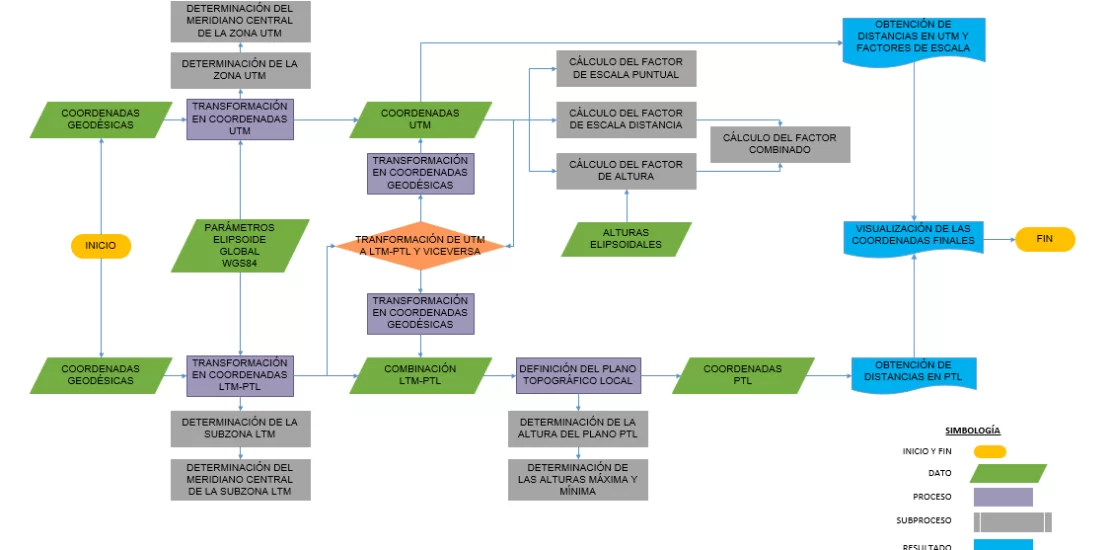 DETERMINACIÓN DEL
MERIDIANO CENTRAL
DE LA ZONA UTM
DETERMINACIÓN DE LA
ZONA UTM
COORDENADAS
GEODÉSICAS
TRANSFORMACIÓN
EN COORDENADAS
UTM
COORDENADAS
UTM
CÁLCULO DEL FACTOR
DE ESCALA PUNTUAL
CÁLCULO DEL FACTOR
DE ESCALA DISTANCIA
CÁLCULO DEL FACTOR
DE ALTURA
CÁLCULO DEL FACTOR
COMBINADO
OBTENCIÓN DE
DISTANCIAS EN UTM Y
FACTORES DE ESCALA
TRANSFORMACIÓN
EN COORDENADAS
GEODÉSICAS
INICIO
PARÁMETROS
ELIPSOIDE
GLOBAL
WGS84
TRANFORMACIÓN DE UTM
A LTM-PTL Y VICEVERSA
ALTURAS
ELIPSOIDALES
VISUALIZACIÓN DE LAS
COORDENADAS FINALES
FIN
TRANSFORMACIÓN
EN COORDENADAS
GEODÉSICAS
COORDENADAS
GEODÉSICAS
TRANSFORMACIÓN
EN COORDENADAS
LTM-PTL
COMBINACIÓN
LTM-PTL
DEFINICIÓN DEL PLANO
TOPOGRÁFICO LOCAL
COORDENADAS
PTL
OBTENCIÓN DE
DISTANCIAS EN PTL
DETERMINACIÓN DE LA
SUBZONA LTM
DETERMINACIÓN DEL
MERIDIANO CENTRAL
DE LA SUBZONA LTM
DETERMINACIÓN DE LA
ALTURA DEL PLANO PTL
DETERMINACIÓN DE
LAS ALTURAS MÁXIMA Y
MÍNIMA
SIMBOLOGÍA
INICIO Y FIN
DATO
PROCESO
SUBPROCESO
RESULTADO